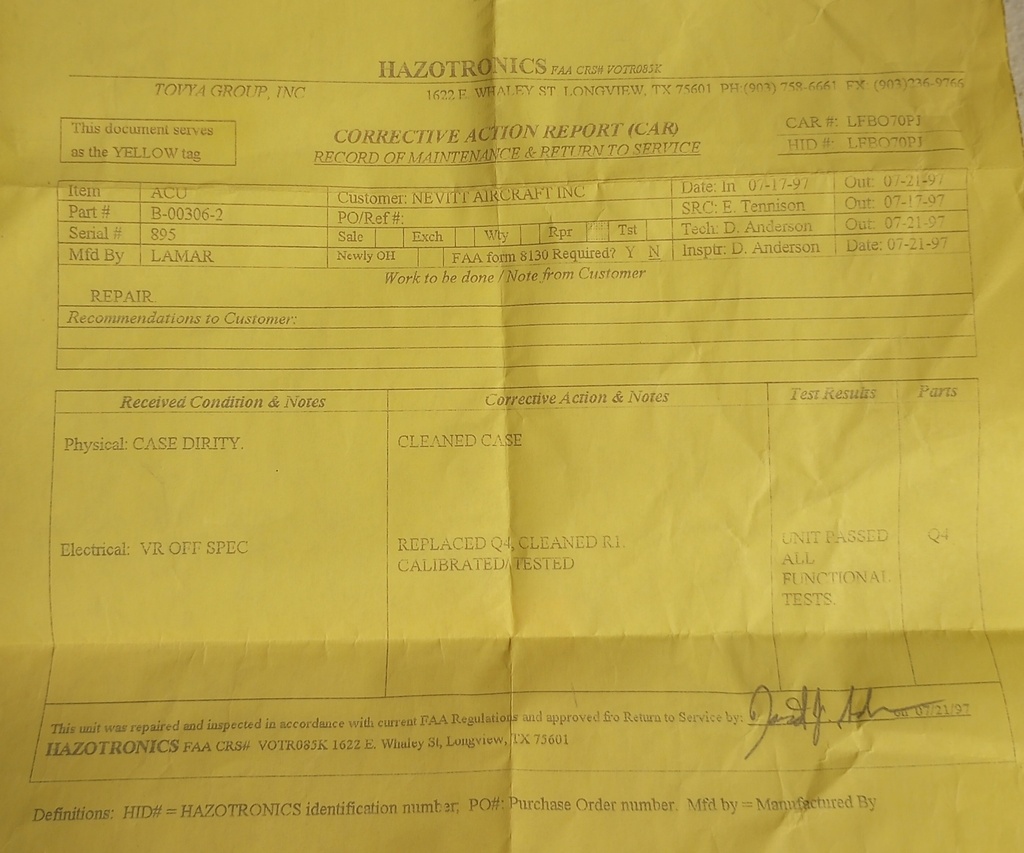 HAZOTRONICS FAA CRS# VOTR085K
TOVYA GROUP, INC 1622 E. WHALEY ST LONGVIEW, TX 75601 PH:(903) 758-6661 FX: (903)236-9766
This document serves
as the YELLOW tag
CORRECTIVE ACTION REPORT (CAR)
RECORD OF MAINTENANCE & RETURN TO SERVICE
CAR #: LFBO70PJ
HID #: LFBO70PJ
Item ACU Customer: NEVITT AIRCRAFT INC Date: In 07-17-97 Out: 07-21-97
Part # B-00306-2 PO/Ref #: SRC: E. Tennison Out: 07-17-97
Serial # 895 Sale Exch Wty Rpr Tst Tech: D. Anderson Out: 07-21-97
Mfd By LAMAR Newly OH FAA form 8130 Required? Y N Insptr: D. Anderson Date: 07-21-97
Work to be done / Note from Customer
REPAIR
Recommendations to Customer:
Received Condition & Notes Corrective Action & Notes Test Results Parts
Physical: CASE DIRITY. CLEANED CASE
Electrical: VR OFF SPEC REPLACED Q4, CLEANED R1. UNIT PASSED Q4
CALIBRATED/TESTED ALL
FUNCTIONAL
TESTS.
This unit was repaired and inspected in accordance with current FAA Regulations and approved fro Return to Service by: on 07/21/97
HAZOTRONICS FAA CRS# VOTR085K 1622 E. Whaley St, Longview, TX 75601
Definitions: HID# = HAZOTRONICS identification number; PO#: Purchase Order number. Mfd by = Manufactured By